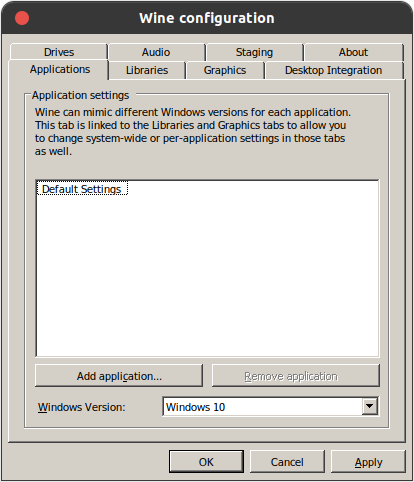 Wine configuration
Drives
Audio
Staging
About
Applications
Libraries
Graphics
Desktop Integration
Application settings
Wine can mimic different Windows versions for each application.
This tab is linked to the Libraries and Graphics tabs to allow you
to change system-wide or per-application settings in those tabs
as well.
Default Settings
Add application...
Remove application
Windows Version:
Windows 10
OK
Cancel
Apply